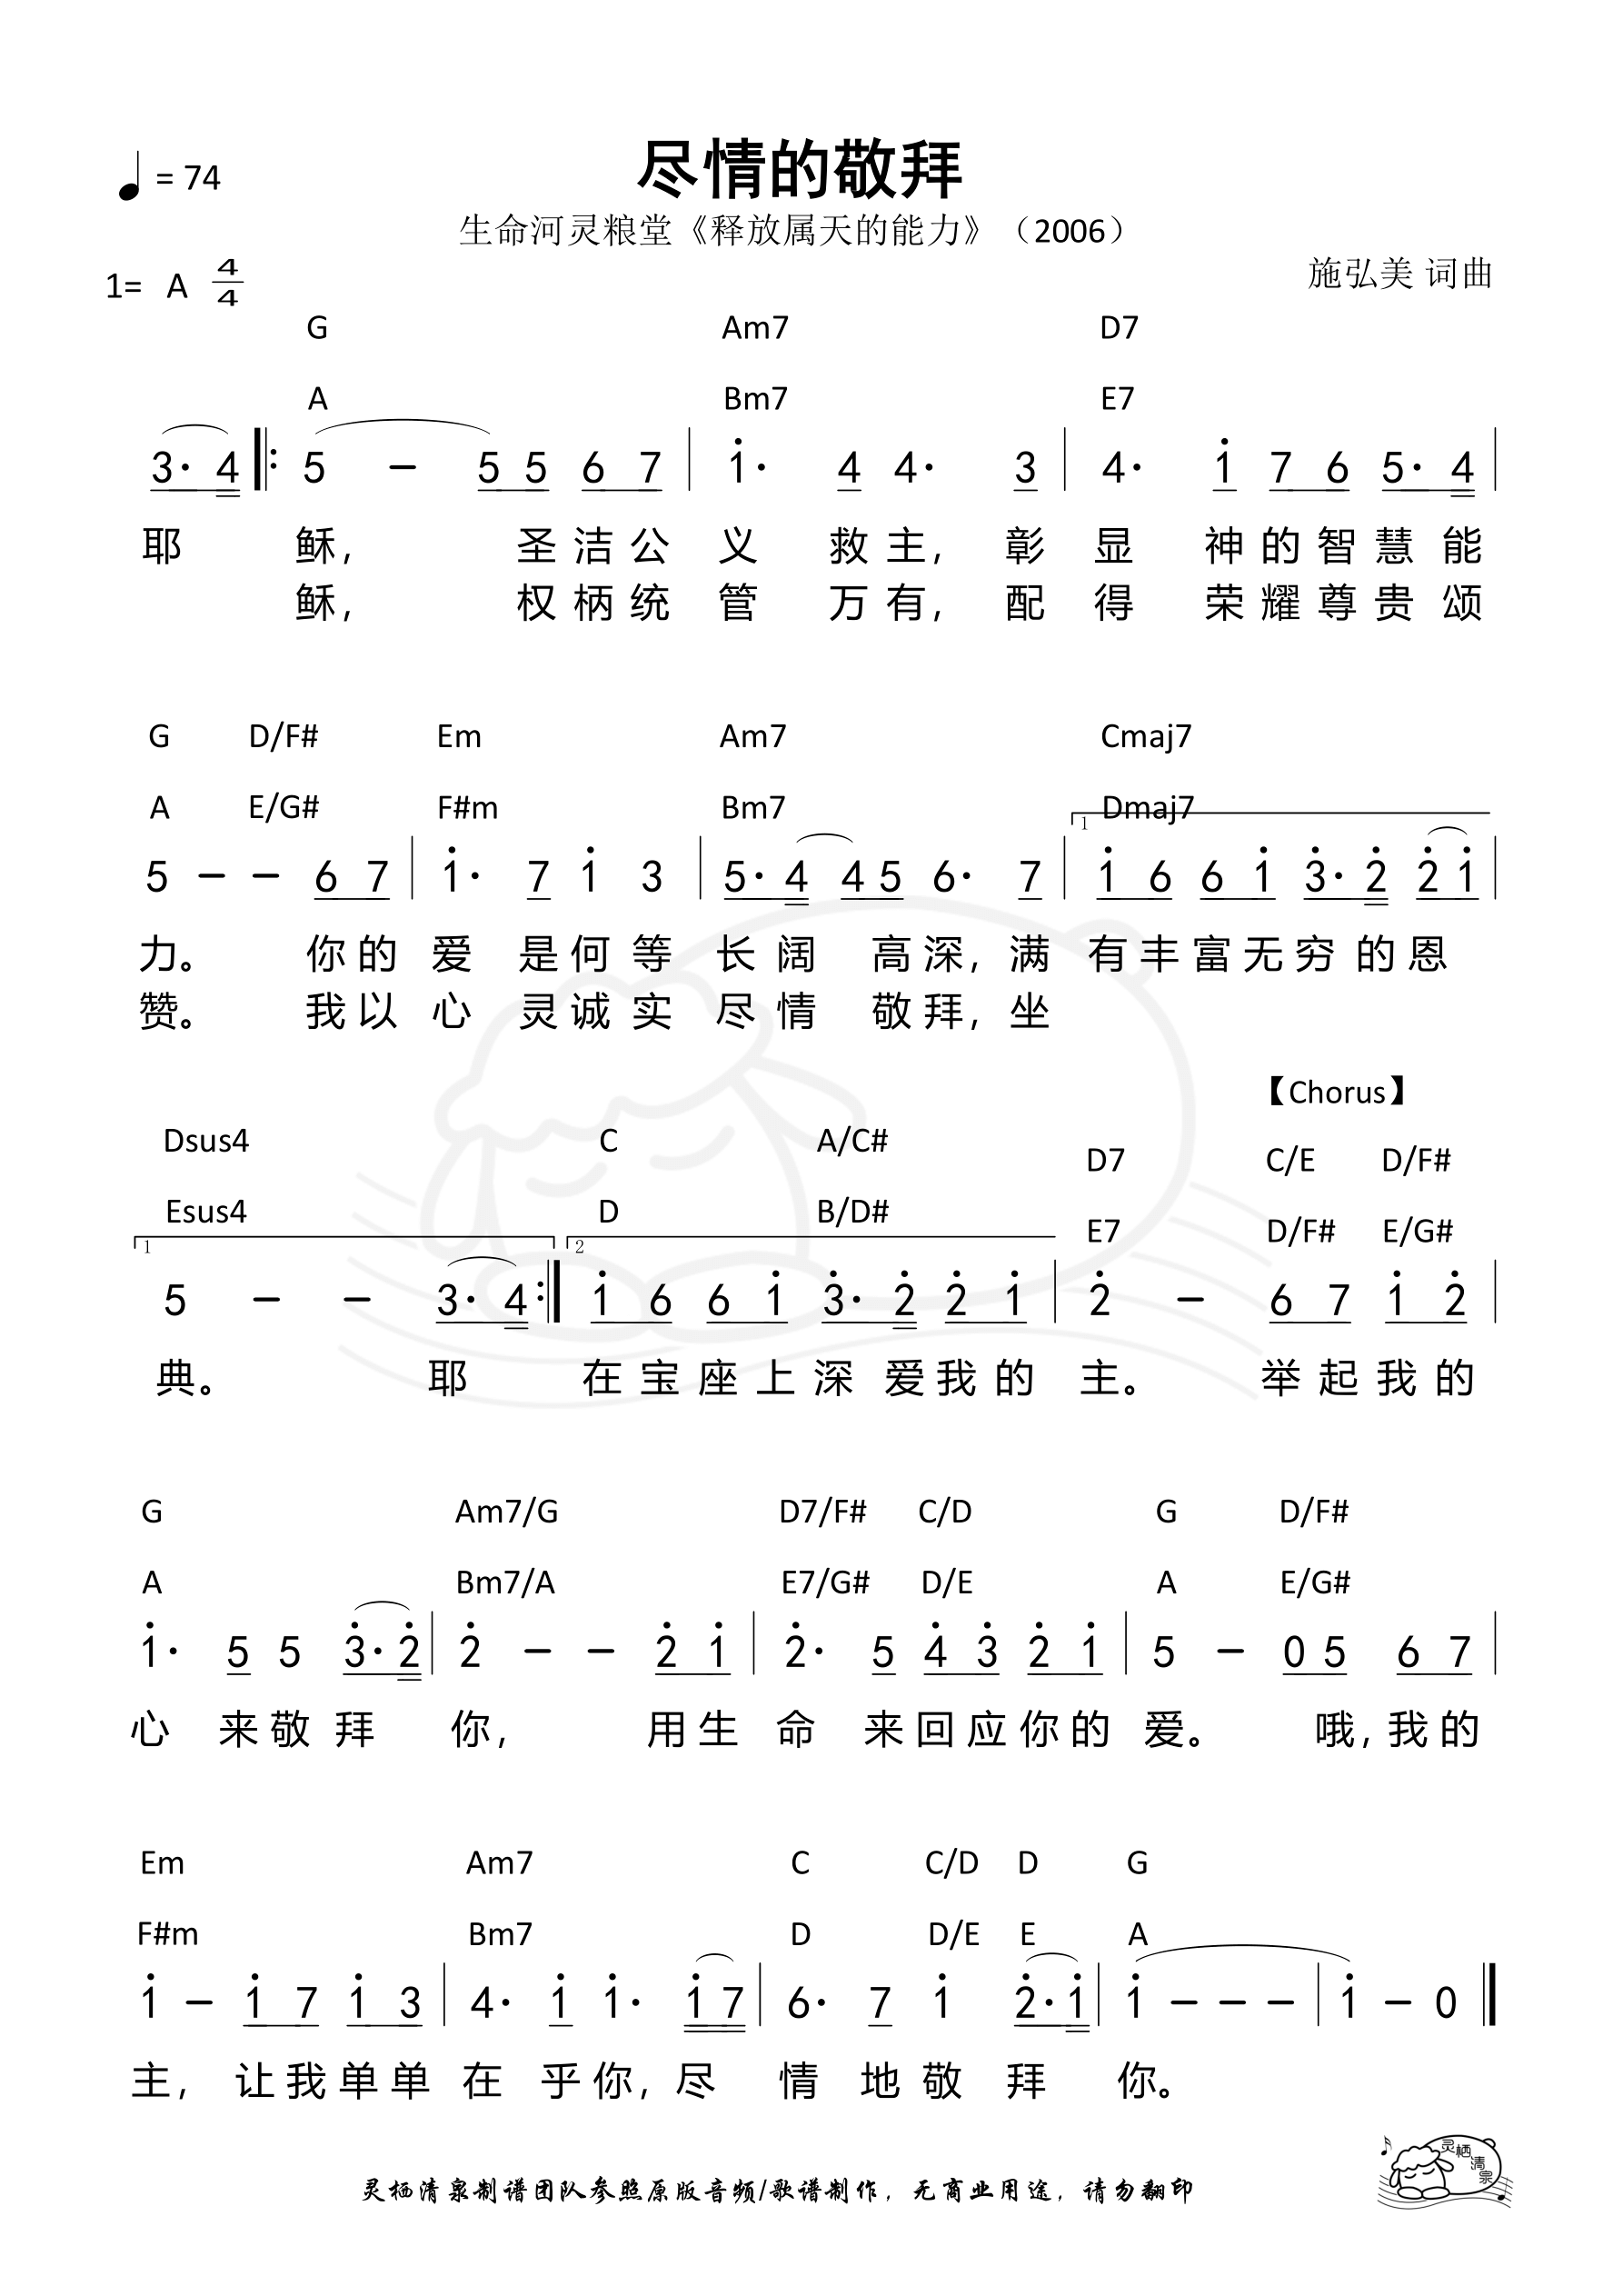 尽情的敬拜
♩ = 74
生命河灵粮堂《释放属天的能力》（2006）
施弘美 词曲
1= A 4/4
G Am7 D7
A Bm7 E7
3· 4 5 – 5 5 6 7 1· 4 4· 3 4· 1 7 6 5· 4
耶 稣， 圣洁公 义 救主， 彰 显 神的智慧能
稣， 权柄统 管 万有， 配 得 荣耀尊贵颂
G D/F# Em Am7 Cmaj7
A E/G# F#m Bm7 Dmaj7
1
5 – – 6 7 1· 7 1 3 5· 4 4 5 6· 7 1 6 6 1 3· 2 2 1
力。 你的 爱 是何 等 长 阔 高深，满 有丰富无穷 的恩
赞。 我以 心 灵诚 实 尽 情 敬拜，坐
【Chorus】
Dsus4 C A/C# D7 C/E D/F#
Esus4 D B/D# E7 D/F# E/G#
1 2
5 – – 3· 4 1 6 6 1 3· 2 2 1 2 – 6 7 1 2
典。 耶 在宝座上深 爱我的 主。 举起我的
G Am7/G D7/F# C/D G D/F#
A Bm7/A E7/G# D/E A E/G#
1· 5 5 3· 2 2 – – 2 1 2· 5 4 3 2 1 5 – 0 5 6 7
心 来敬 拜 你， 用生 命 来回应你的 爱。 哦，我的
Em Am7 C C/D D G
F#m Bm7 D D/E E A
1 – 1 7 1 3 4· 1 1· 1 7 6· 7 1 2· 1 1 – – – 1 – 0
主， 让我单单 在 乎你，尽 情 地敬 拜 你。
灵栖清泉制谱团队参照原版音频/歌谱制作，无商业用途，请勿翻印
灵栖清泉